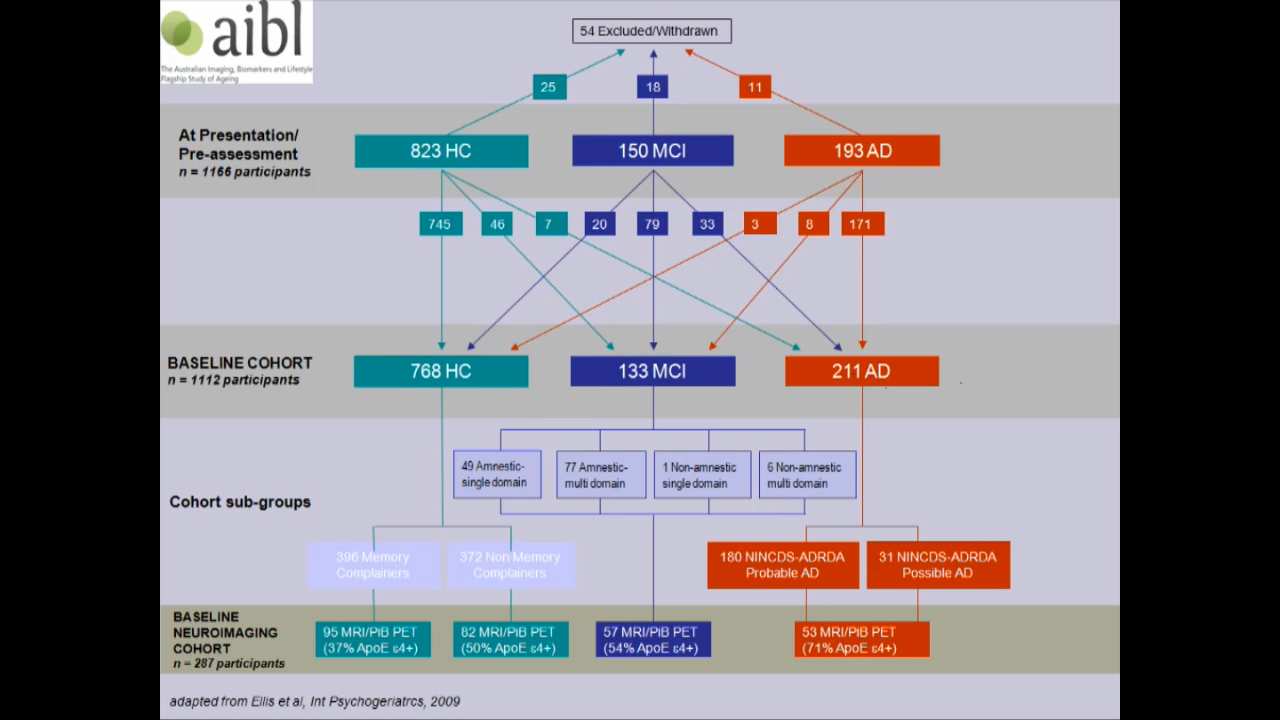 aibl
The Australian Imaging, Biomarkers and Lifestyle
Flagship Study of Ageing
54 Excluded/Withdrawn
25
18
11
At Presentation/
Pre-assessment
n = 1166 participants
823 HC
150 MCI
193 AD
745
46
7
20
79
33
3
8
171
BASELINE COHORT
n = 1112 participants
768 HC
133 MCI
211 AD
Cohort sub-groups
49 Amnestic-
single domain
77 Amnestic-
multi domain
1 Non-amnestic
single domain
6 Non-amnestic
multi domain
396 Memory
Complainers
372 Non Memory
Complainers
180 NINCDS-ADRDA
Probable AD
31 NINCDS-ADRDA
Possible AD
BASELINE
NEUROIMAGING
COHORT
n = 287 participants
95 MRI/PiB PET
(37% ApoE ε4+)
82 MRI/PiB PET
(50% ApoE ε4+)
57 MRI/PiB PET
(54% ApoE ε4+)
53 MRI/PiB PET
(71% ApoE ε4+)
adapted from Ellis et al, Int Psychogeriatrcs, 2009